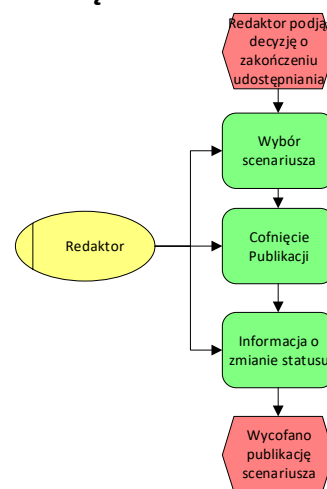 Redaktor podją
decyzję o
zakończeniu
udostępniania
Wybór
scenariusza
Redaktor
Cofnięcie
Publikacji
Informacja o
zmianie statusu
Wycofano
publikację
scenariusza